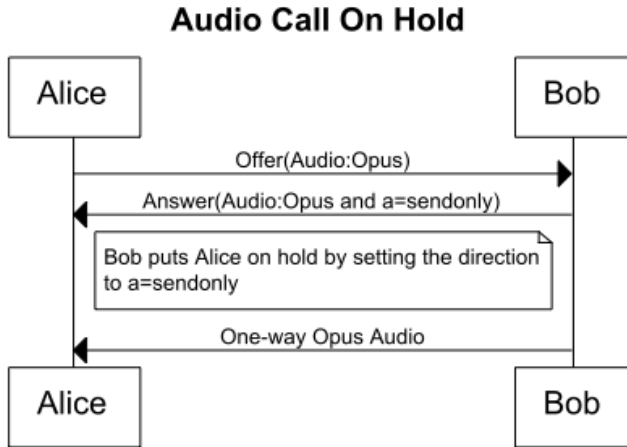 Audio Call On Hold
Alice
Bob
Offer(Audio:Opus)
Answer(Audio:Opus and a=sendonly)
Bob puts Alice on hold by setting the direction
to a=sendonly
One-way Opus Audio
Alice
Bob